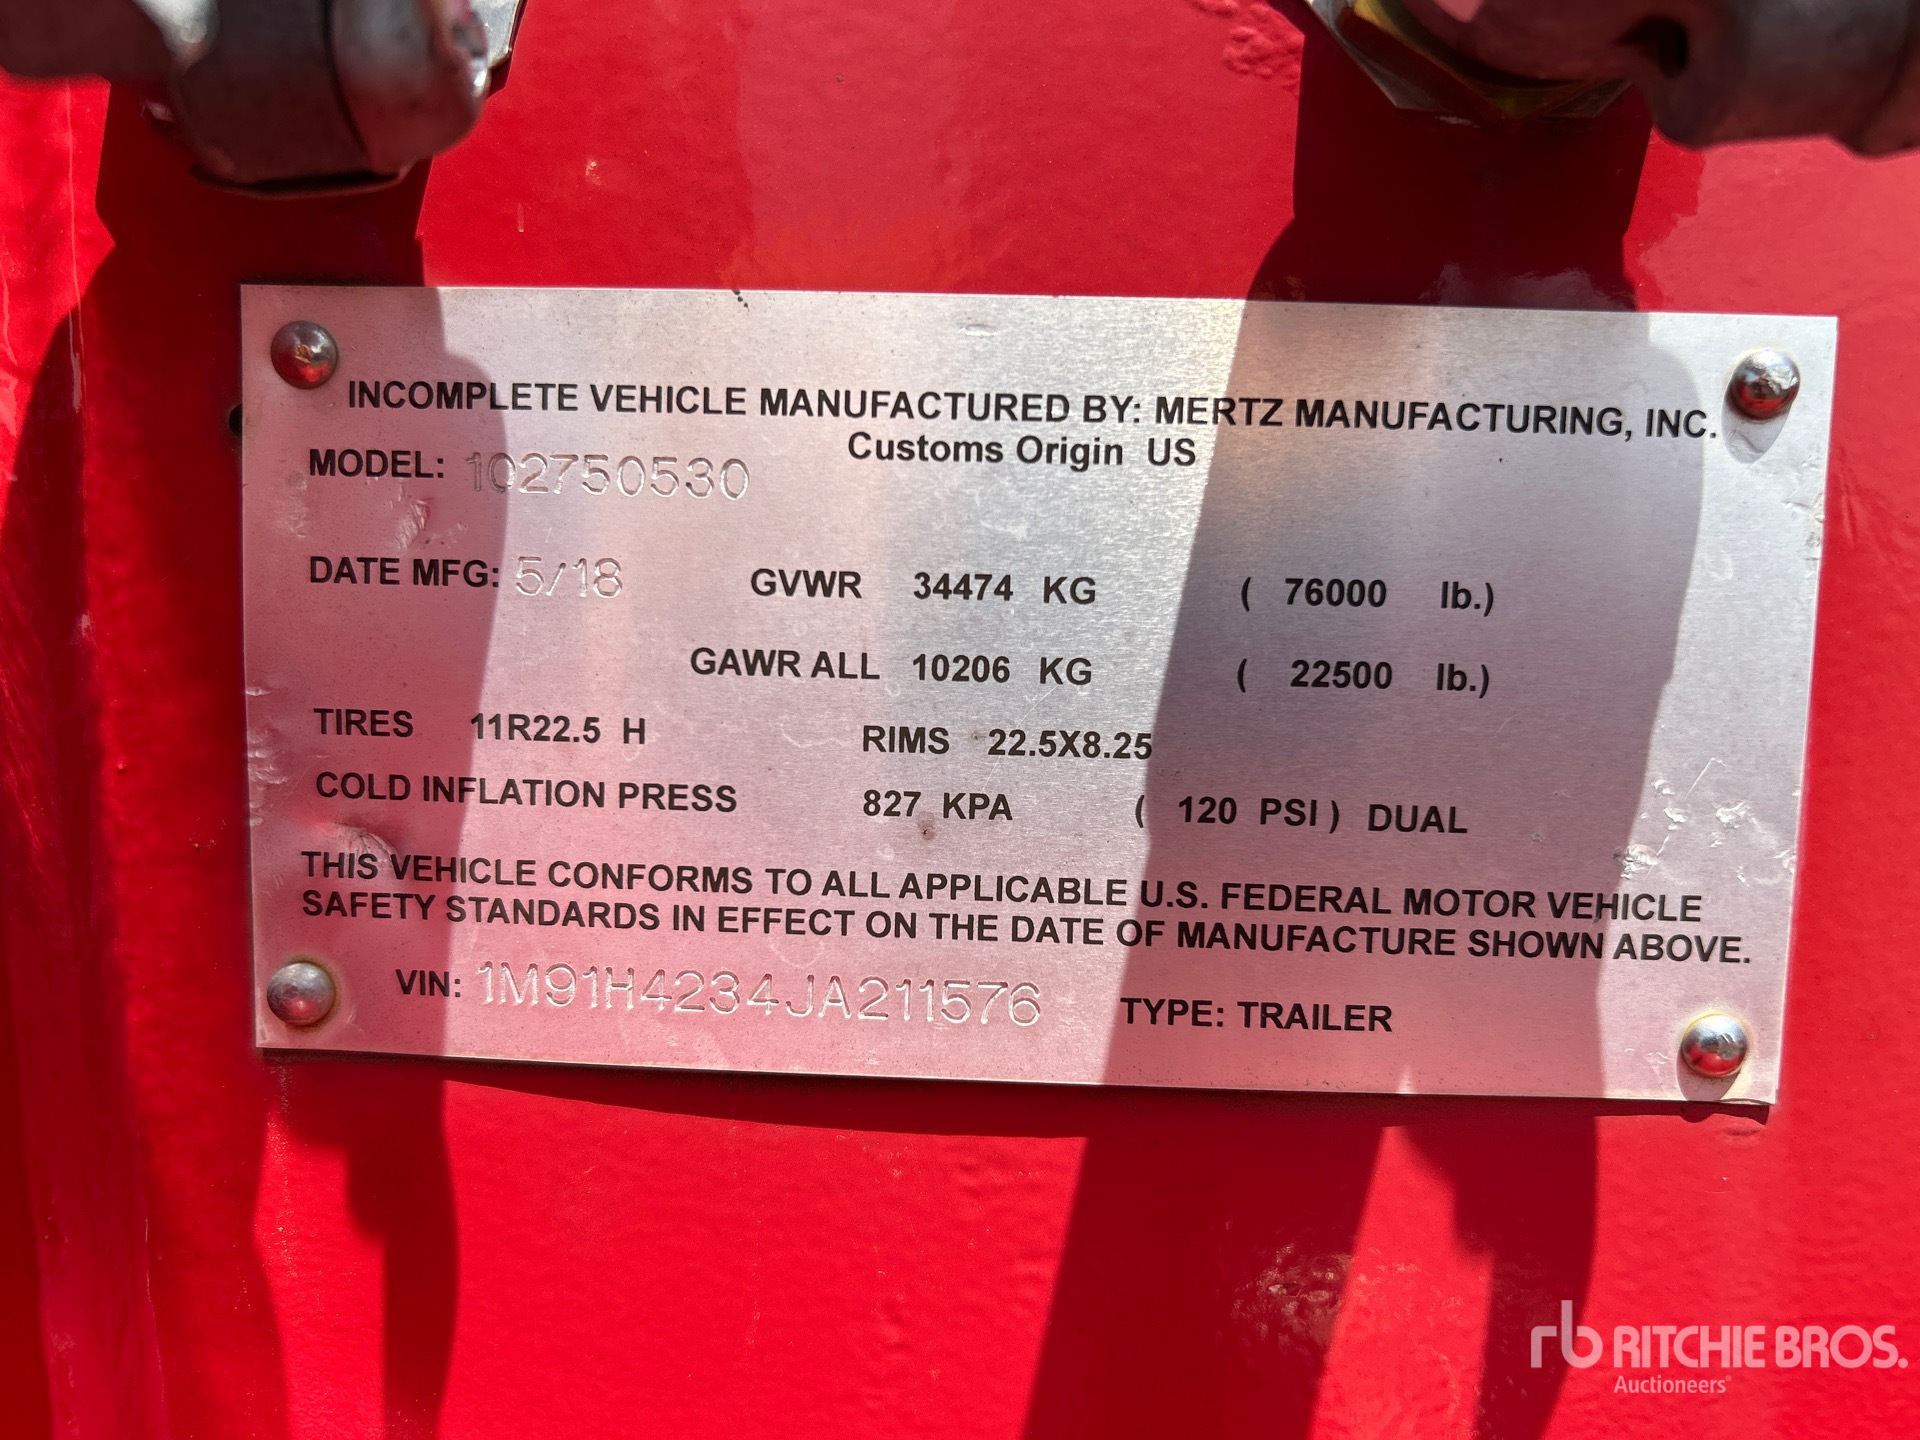 INCOMPLETE VEHICLE MANUFACTURED BY: MERTZ MANUFACTURING, INC.
Customs Origin US
MODEL: 102750530
DATE MFG: 5/18 GVWR 34474 KG ( 76000 lb.)
GAWR ALL 10206 KG ( 22500 lb.)
TIRES 11R22.5 H RIMS 22.5X8.25
COLD INFLATION PRESS 827 KPA ( 120 PSI ) DUAL
THIS VEHICLE CONFORMS TO ALL APPLICABLE U.S. FEDERAL MOTOR VEHICLE
SAFETY STANDARDS IN EFFECT ON THE DATE OF MANUFACTURE SHOWN ABOVE.
VIN: 1M91H4234JA211576 TYPE: TRAILER
rb RITCHIE BROS.
Auctioneers